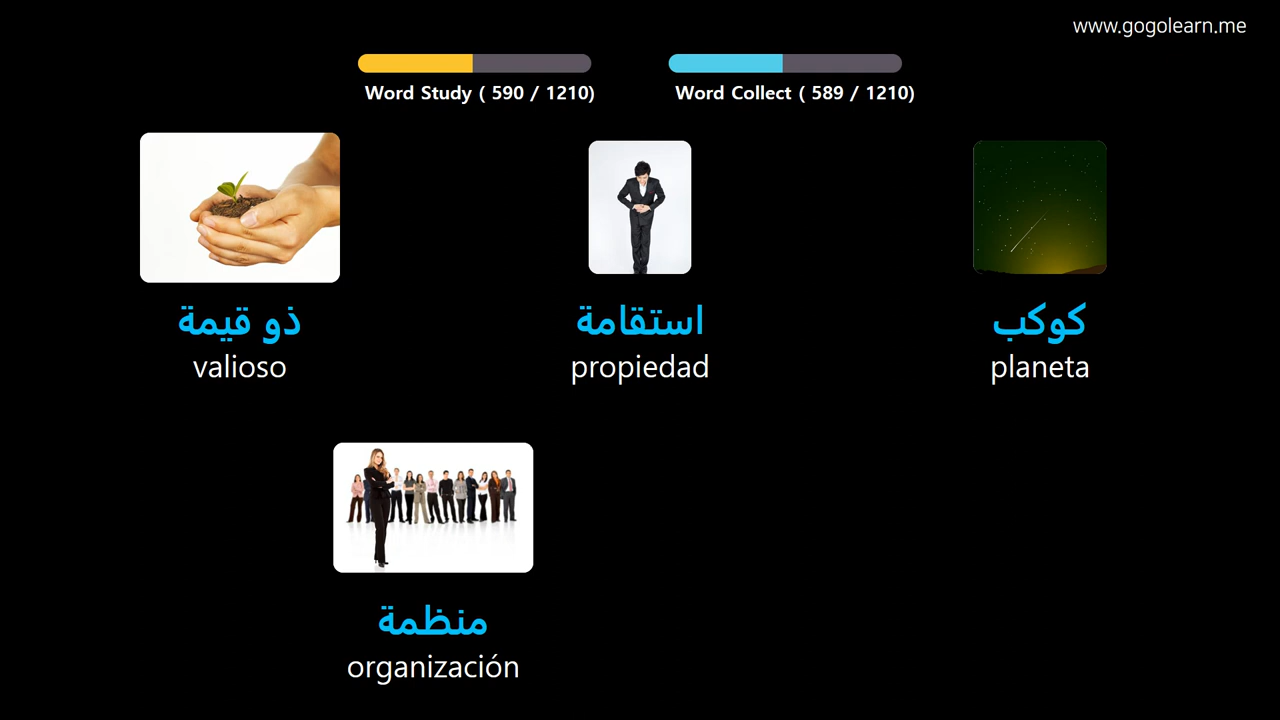 www.gogolearn.me
Word Study ( 590 / 1210)
Word Collect ( 589 / 1210)
ذو قيمة
valioso
استقامة
propiedad
كوكب
planeta
منظمة
organización